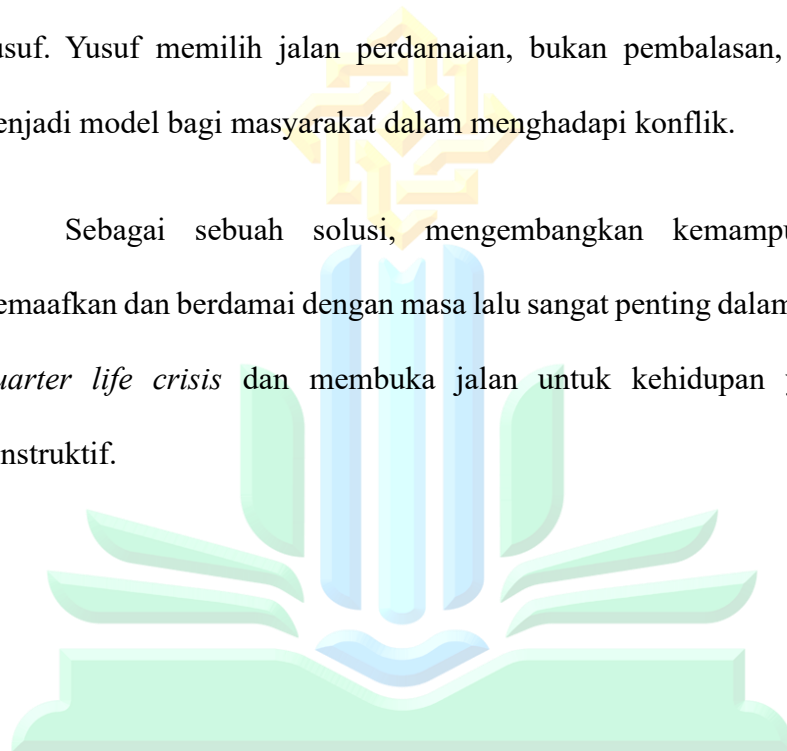 usuf. Yusuf memilih jalan perdamaian, bukan pembalasan,
enjadi model bagi masyarakat dalam menghadapi konflik.
Sebagai sebuah solusi, mengembangkan kemampu
emaafkan dan berdamai dengan masa lalu sangat penting dalam
uarter life crisis dan membuka jalan untuk kehidupan y
nstruktif.